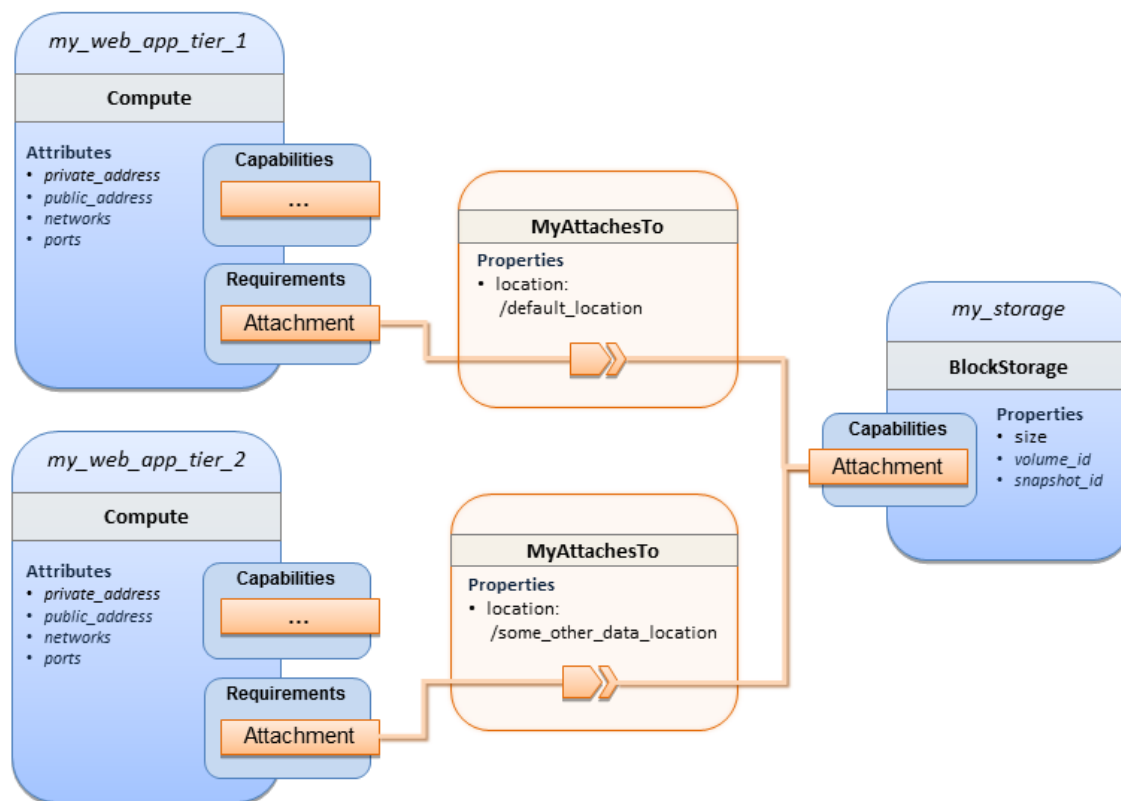 my_web_app_tier_1
Compute
Attributes
• private_address
• public_address
• networks
• ports
Capabilities
...
Requirements
Attachment
MyAttachesTo
Properties
• location:
/default_location
my_storage
BlockStorage
Properties
• size
• volume_id
• snapshot_id
Capabilities
Attachment
my_web_app_tier_2
Compute
Attributes
• private_address
• public_address
• networks
• ports
Capabilities
...
Requirements
Attachment
MyAttachesTo
Properties
• location:
/some_other_data_location